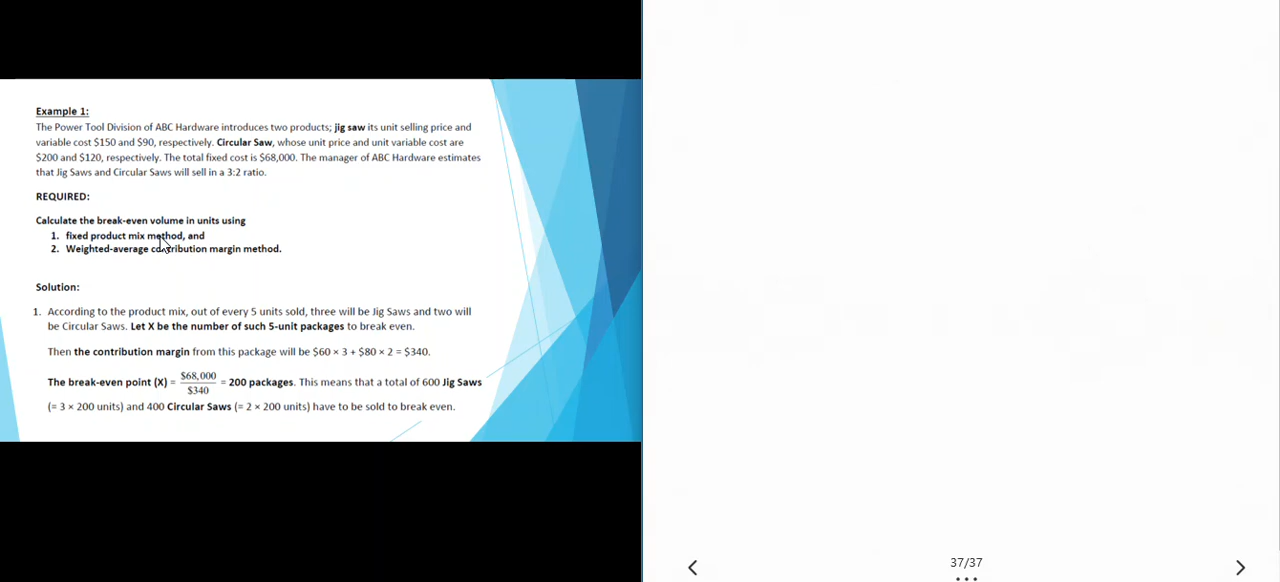 Example 1:
The Power Tool Division of ABC Hardware introduces two products; jig saw its unit selling price and
variable cost $150 and $90, respectively. Circular Saw, whose unit price and unit variable cost are
$200 and $120, respectively. The total fixed cost is $68,000. The manager of ABC Hardware estimates
that Jig Saws and Circular Saws will sell in a 3:2 ratio.
REQUIRED:
Calculate the break-even volume in units using
1. fixed product mix method, and
2. Weighted-average contribution margin method.
Solution:
1. According to the product mix, out of every 5 units sold, three will be Jig Saws and two will
be Circular Saws. Let X be the number of such 5-unit packages to break even.
Then the contribution margin from this package will be $60 × 3 + $80 × 2 = $340.
The break-even point (X) = $68,000 / $340 = 200 packages. This means that a total of 600 Jig Saws
(= 3 × 200 units) and 400 Circular Saws (= 2 × 200 units) have to be sold to break even.
37/37